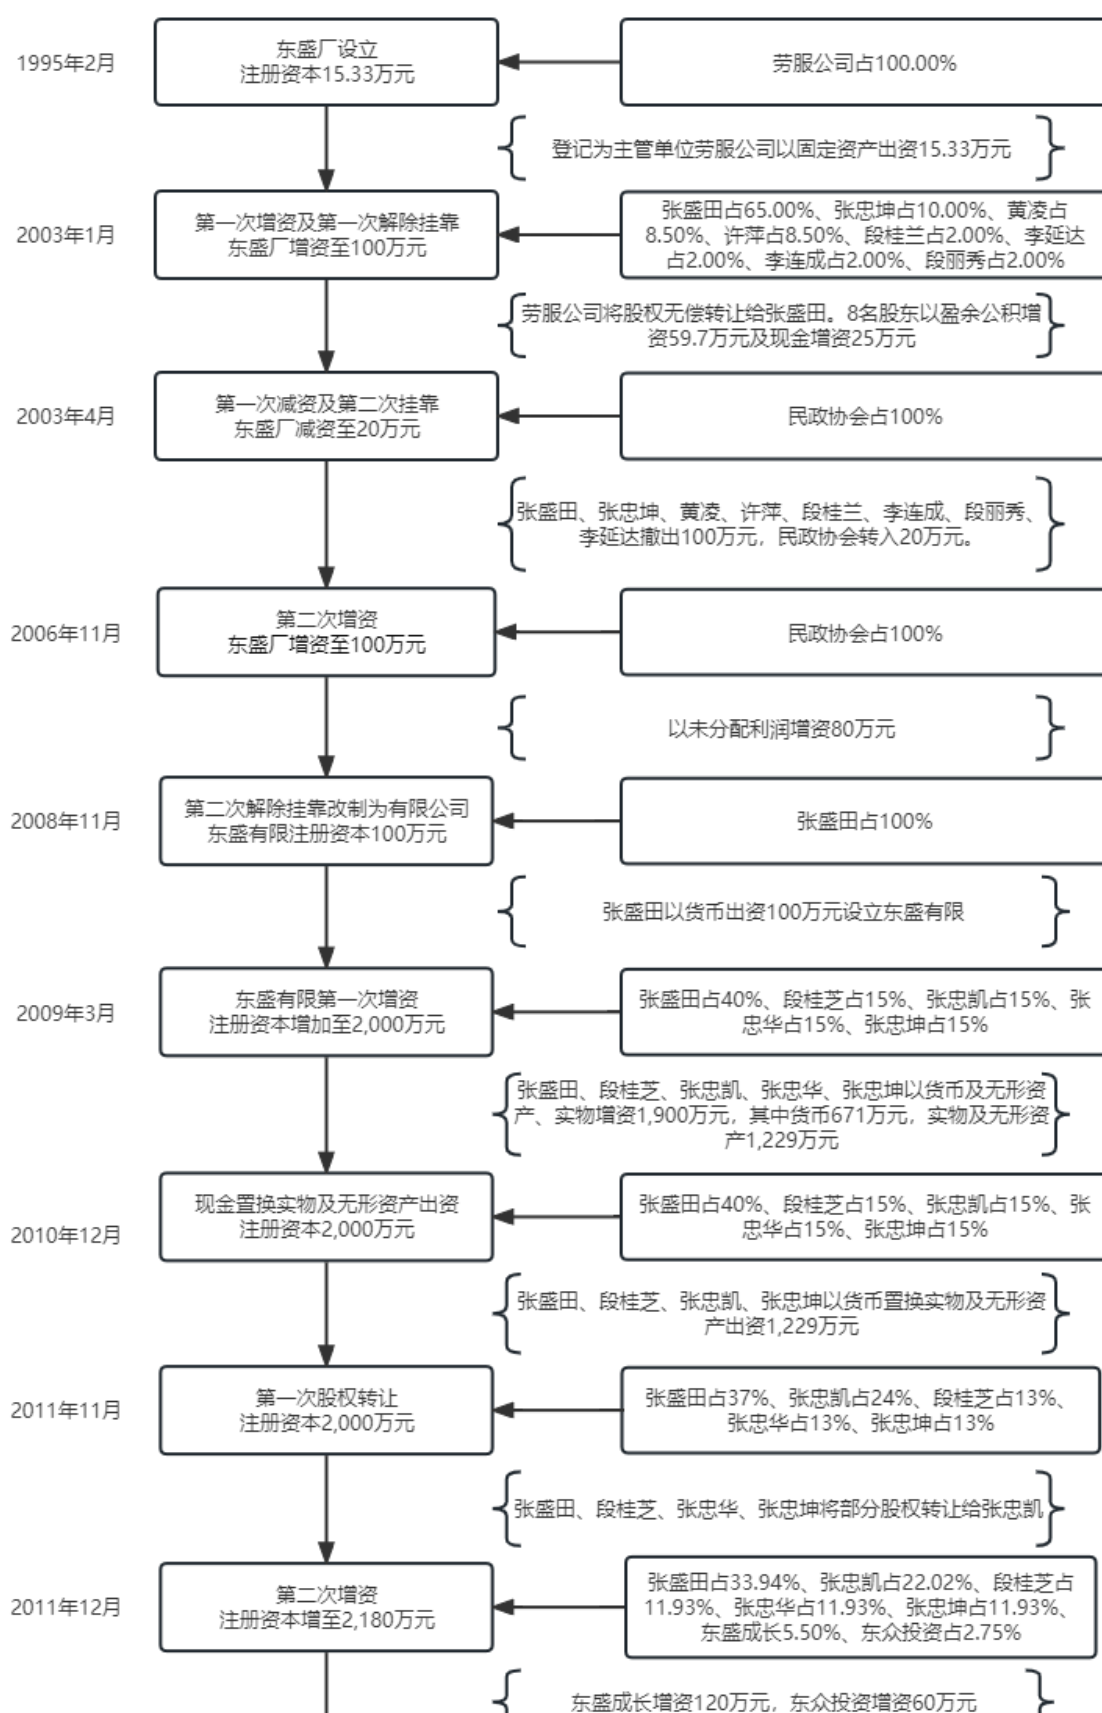 1995年2月
东盛厂设立
注册资本15.33万元
劳服公司占100.00%
登记为主管单位劳服公司以固定资产出资15.33万元
2003年1月
第一次增资及第一次解除挂靠
东盛厂增资至100万元
张盛田占65.00%、张忠坤占10.00%、黄凌占
8.50%、许萍占8.50%、段桂兰占2.00%、李延达
占2.00%、李连成占2.00%、段丽秀占2.00%
劳服公司将股权无偿转让给张盛田。8名股东以盈余公积增
资59.7万元及现金增资25万元
2003年4月
第一次减资及第二次挂靠
东盛厂减资至20万元
民政协会占100%
张盛田、张忠坤、黄凌、许萍、段桂兰、李连成、段丽秀、
李延达撤出100万元，民政协会转入20万元。
2006年11月
第二次增资
东盛厂增资至100万元
民政协会占100%
以未分配利润增资80万元
2008年11月
第二次解除挂靠改制为有限公司
东盛有限注册资本100万元
张盛田占100%
张盛田以货币出资100万元设立东盛有限
2009年3月
东盛有限第一次增资
注册资本增加至2,000万元
张盛田占40%、段桂芝占15%、张忠凯占15%、张
忠华占15%、张忠坤占15%
张盛田、段桂芝、张忠凯、张忠华、张忠坤以货币及无形资
产、实物增资1,900万元，其中货币671万元，实物及无形资
产1,229万元
2010年12月
现金置换实物及无形资产出资
注册资本2,000万元
张盛田占40%、段桂芝占15%、张忠凯占15%、张
忠华占15%、张忠坤占15%
张盛田、段桂芝、张忠凯、张忠坤以货币置换实物及无形资
产出资1,229万元
2011年11月
第一次股权转让
注册资本2,000万元
张盛田占37%、张忠凯占24%、段桂芝占13%、
张忠华占13%、张忠坤占13%
张盛田、段桂芝、张忠华、张忠坤将部分股权转让给张忠凯
2011年12月
第二次增资
注册资本增至2,180万元
张盛田占33.94%、张忠凯占22.02%、段桂芝占
11.93%、张忠华占11.93%、张忠坤占11.93%、
东盛成长5.50%、东众投资占2.75%
东盛成长增资120万元，东众投资增资60万元